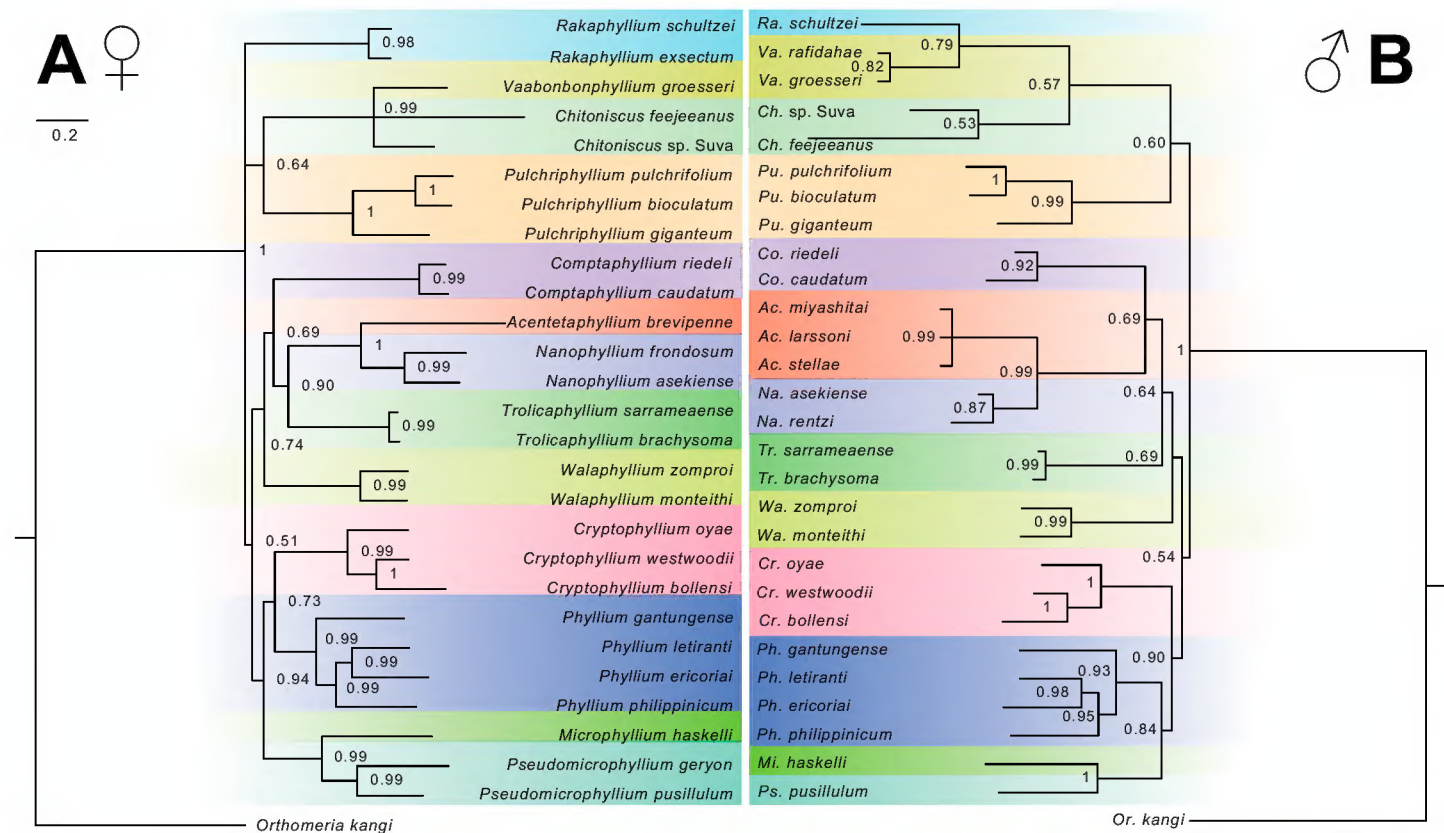 A ♀
0.2
Rakaphyllium schultzei
0.98
Rakaphyllium exsectum
Vaabonbonphyllium groesseri
0.99
Chitoniscus feejeeanus
Chitoniscus sp. Suva
0.64
Pulchriphyllium pulchrifolium
1
Pulchriphyllium bioculatum
1
Pulchriphyllium giganteum
1
Comptaphyllium riedeli
0.99
Comptaphyllium caudatum
Acentetaphyllium brevipenne
0.69
1
Nanophyllium frondosum
0.99
Nanophyllium asekiense
0.90
Trolicaphyllium sarrameaense
0.99
Trolicaphyllium brachysoma
0.74
Walaphyllium zomproi
0.99
Walaphyllium monteithi
Cryptophyllium oyae
0.51
0.99
Cryptophyllium westwoodii
1
Cryptophyllium bollensi
0.73
Phyllium gantungense
0.99
Phyllium letiranti
0.99
Phyllium ericoriai
0.94
0.99
Phyllium philippinicum
Microphyllium haskelli
0.99
Pseudomicrophyllium geryon
0.99
Pseudomicrophyllium pusillulum
Orthomeria kangi
♂ B
Ra. schultzei
0.79
Va. rafidahae
0.82
Va. groesseri
0.57
Ch. sp. Suva
0.53
Ch. feejeeanus
0.60
Pu. pulchrifolium
1
Pu. bioculatum
0.99
Pu. giganteum
Co. riedeli
0.92
Co. caudatum
Ac. miyashitai
0.69
Ac. larssoni
0.99
1
Ac. stellae
0.99
Na. asekiense
0.64
0.87
Na. rentzi
Tr. sarrameaense
0.69
0.99
Tr. brachysoma
Wa. zomproi
0.99
Wa. monteithi
0.54
Cr. oyae
1
Cr. westwoodii
1
Cr. bollensi
Ph. gantungense
0.90
0.93
Ph. letiranti
0.98
Ph. ericoriai
0.95
Ph. philippinicum
0.84
Mi. haskelli
1
Ps. pusillulum
Or. kangi